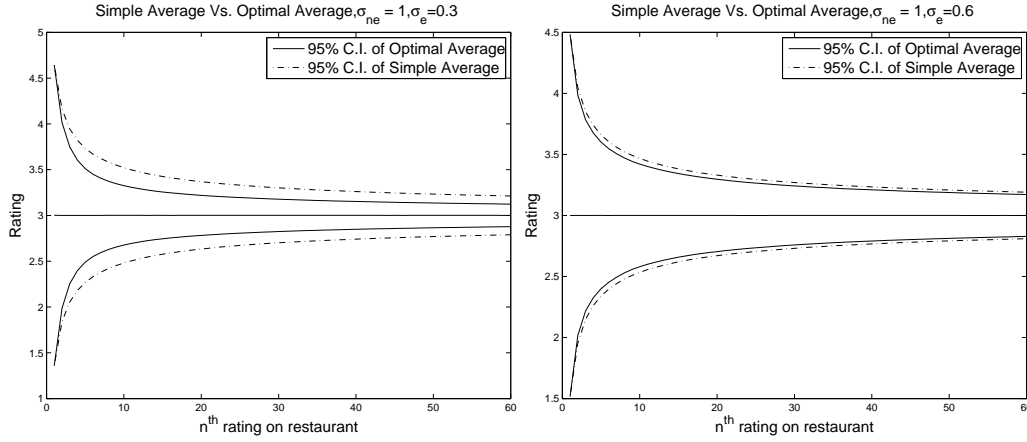 Simple Average Vs. Optimal Average,σne = 1,σe=0.3
5
4.5
4
3.5
3
2.5
2
1.5
1
Rating
95% C.I. of Optimal Average
95% C.I. of Simple Average
0 10 20 30 40 50 60
nth rating on restaurant
Simple Average Vs. Optimal Average,σne = 1,σe=0.6
4.5
4
3.5
3
2.5
2
1.5
Rating
95% C.I. of Optimal Average
95% C.I. of Simple Average
0 10 20 30 40 50 60
nth rating on restaurant